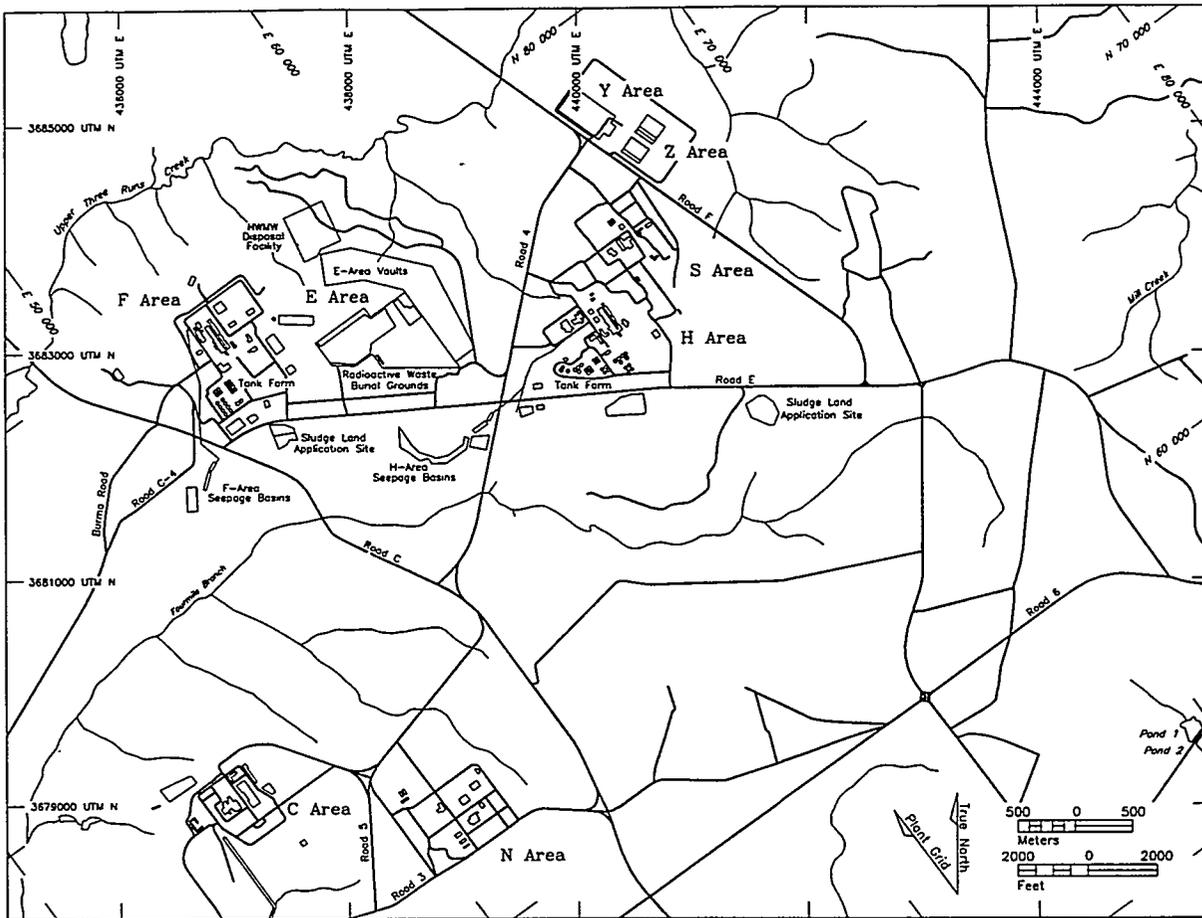 436000 UTM E
E 60 000
438000 UTM E
N 80 000
440000 UTM E
E 70 000
444000 UTM E
N 70 000
E 80 000
Y Area
3685000 UTM N
Z Area
Upper Three Runs Creek
Road F
HWMW
Disposal
Facility
Road 4
E-Area Vaults
S Area
F Area
E Area
E 50 000
Mill Creek
H Area
3683000 UTM N
Radioactive Waste
Burial Grounds
Tank Farm
Tank Farm
Road E
Sludge Land
Application Site
Sludge Land
Application Site
H-Area
Seepage Basins
N 60 000
F-Area
Seepage Basins
Burma Road
Road C-4
Road C
3681000 UTM N
Fourmile Branch
Road 6
Pond 1
Pond 2
3679000 UTM N
C Area
Road 5
N Area
Road 3
Plant Grid
True North
500 0 500
Meters
2000 0 2000
Feet